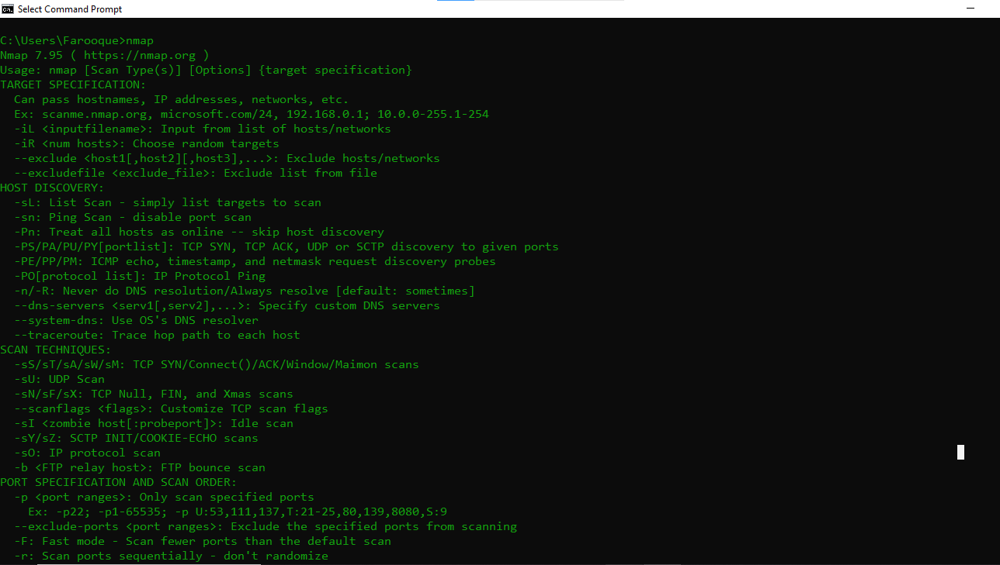 Select Command Prompt
C:\Users\Farooque>nmap
Nmap 7.95 ( https://nmap.org )
Usage: nmap [Scan Type(s)] [Options] {target specification}
TARGET SPECIFICATION:
  Can pass hostnames, IP addresses, networks, etc.
  Ex: scanme.nmap.org, microsoft.com/24, 192.168.0.1; 10.0.0-255.1-254
  -iL <inputfilename>: Input from list of hosts/networks
  -iR <num hosts>: Choose random targets
  --exclude <host1[,host2][,host3],...>: Exclude hosts/networks
  --excludefile <exclude_file>: Exclude list from file
HOST DISCOVERY:
  -sL: List Scan - simply list targets to scan
  -sn: Ping Scan - disable port scan
  -Pn: Treat all hosts as online -- skip host discovery
  -PS/PA/PU/PY[portlist]: TCP SYN, TCP ACK, UDP or SCTP discovery to given ports
  -PE/PP/PM: ICMP echo, timestamp, and netmask request discovery probes
  -PO[protocol list]: IP Protocol Ping
  -n/-R: Never do DNS resolution/Always resolve [default: sometimes]
  --dns-servers <serv1[,serv2],...>: Specify custom DNS servers
  --system-dns: Use OS's DNS resolver
  --traceroute: Trace hop path to each host
SCAN TECHNIQUES:
  -sS/sT/sA/sW/sM: TCP SYN/Connect()/ACK/Window/Maimon scans
  -sU: UDP Scan
  -sN/sF/sX: TCP Null, FIN, and Xmas scans
  --scanflags <flags>: Customize TCP scan flags
  -sI <zombie host[:probeport]>: Idle scan
  -sY/sZ: SCTP INIT/COOKIE-ECHO scans
  -sO: IP protocol scan
  -b <FTP relay host>: FTP bounce scan
PORT SPECIFICATION AND SCAN ORDER:
  -p <port ranges>: Only scan specified ports
    Ex: -p22; -p1-65535; -p U:53,111,137,T:21-25,80,139,8080,S:9
  --exclude-ports <port ranges>: Exclude the specified ports from scanning
  -F: Fast mode - Scan fewer ports than the default scan
  -r: Scan ports sequentially - don't randomize